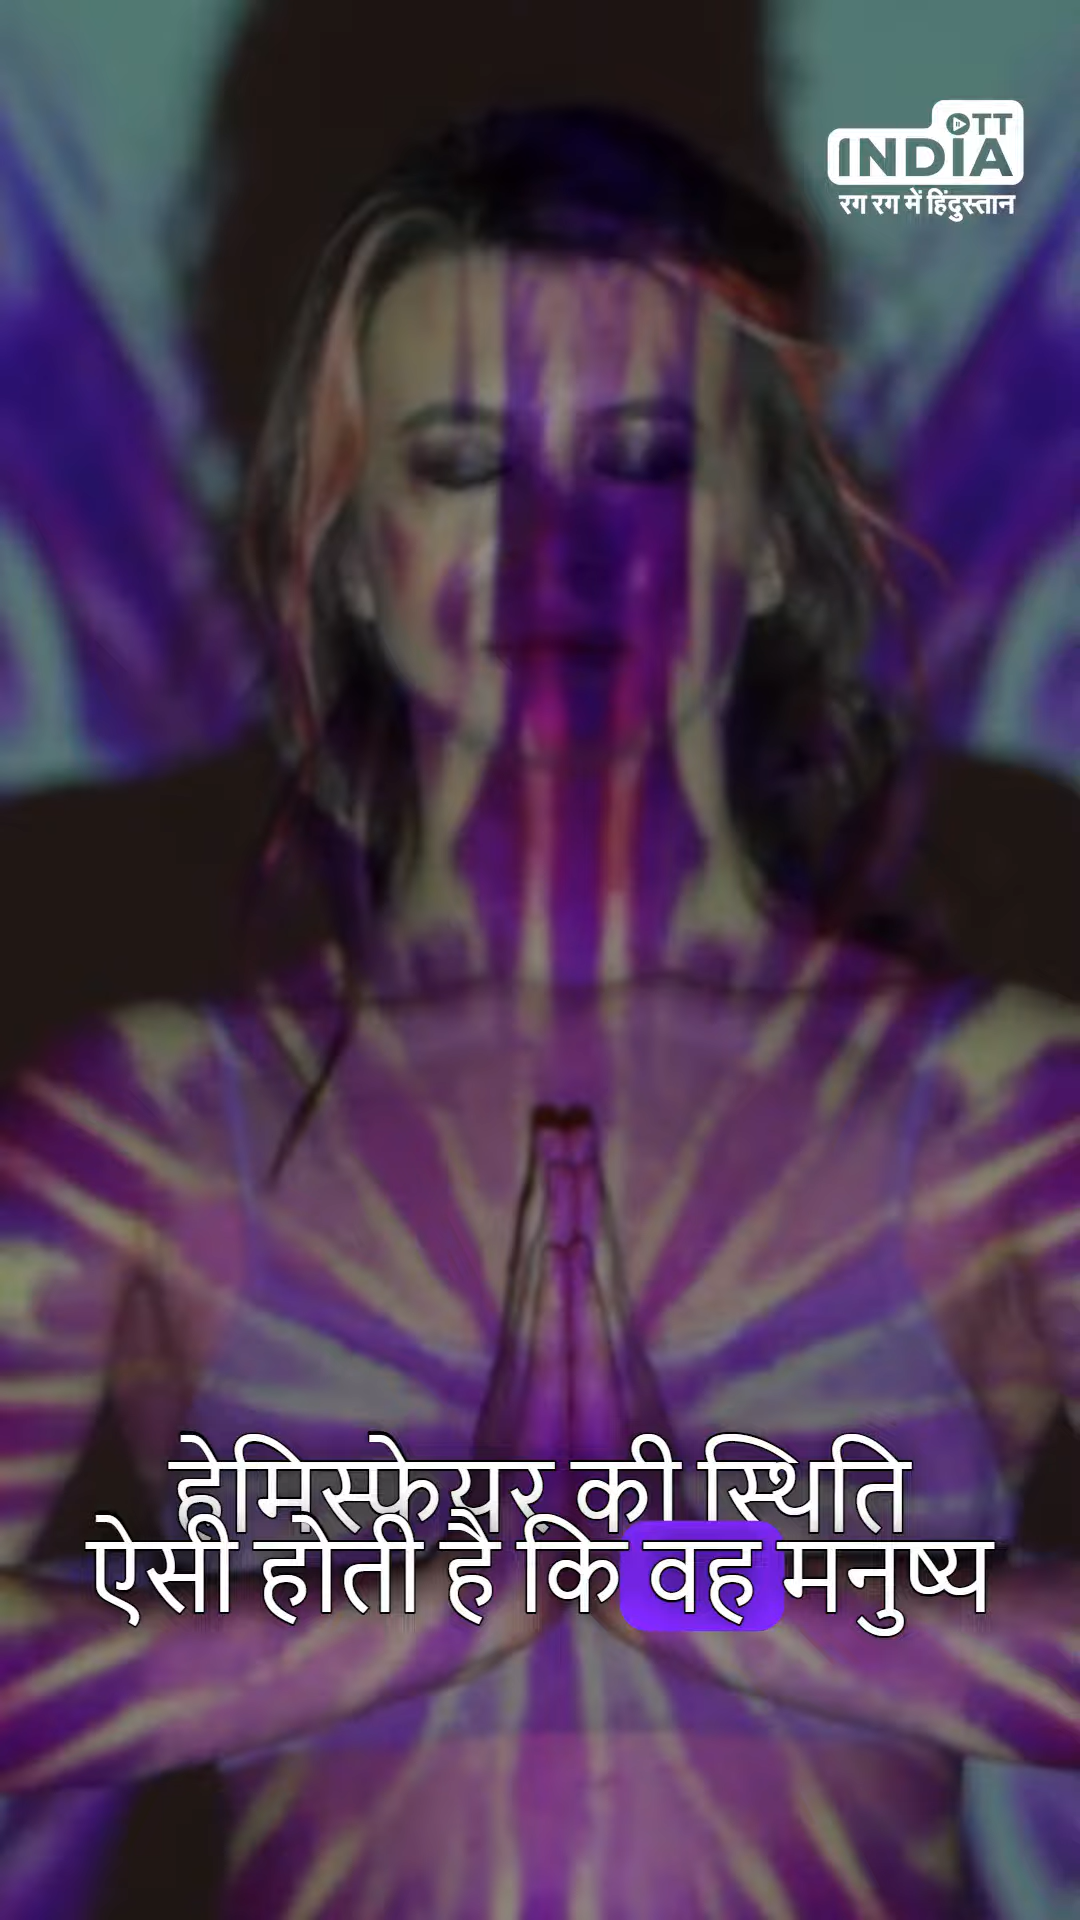 OTT
INDIA
रग रग में हिंदुस्तान
हेमिस्फेयर की स्थिति
ऐसी होती है कि वह मनुष्य